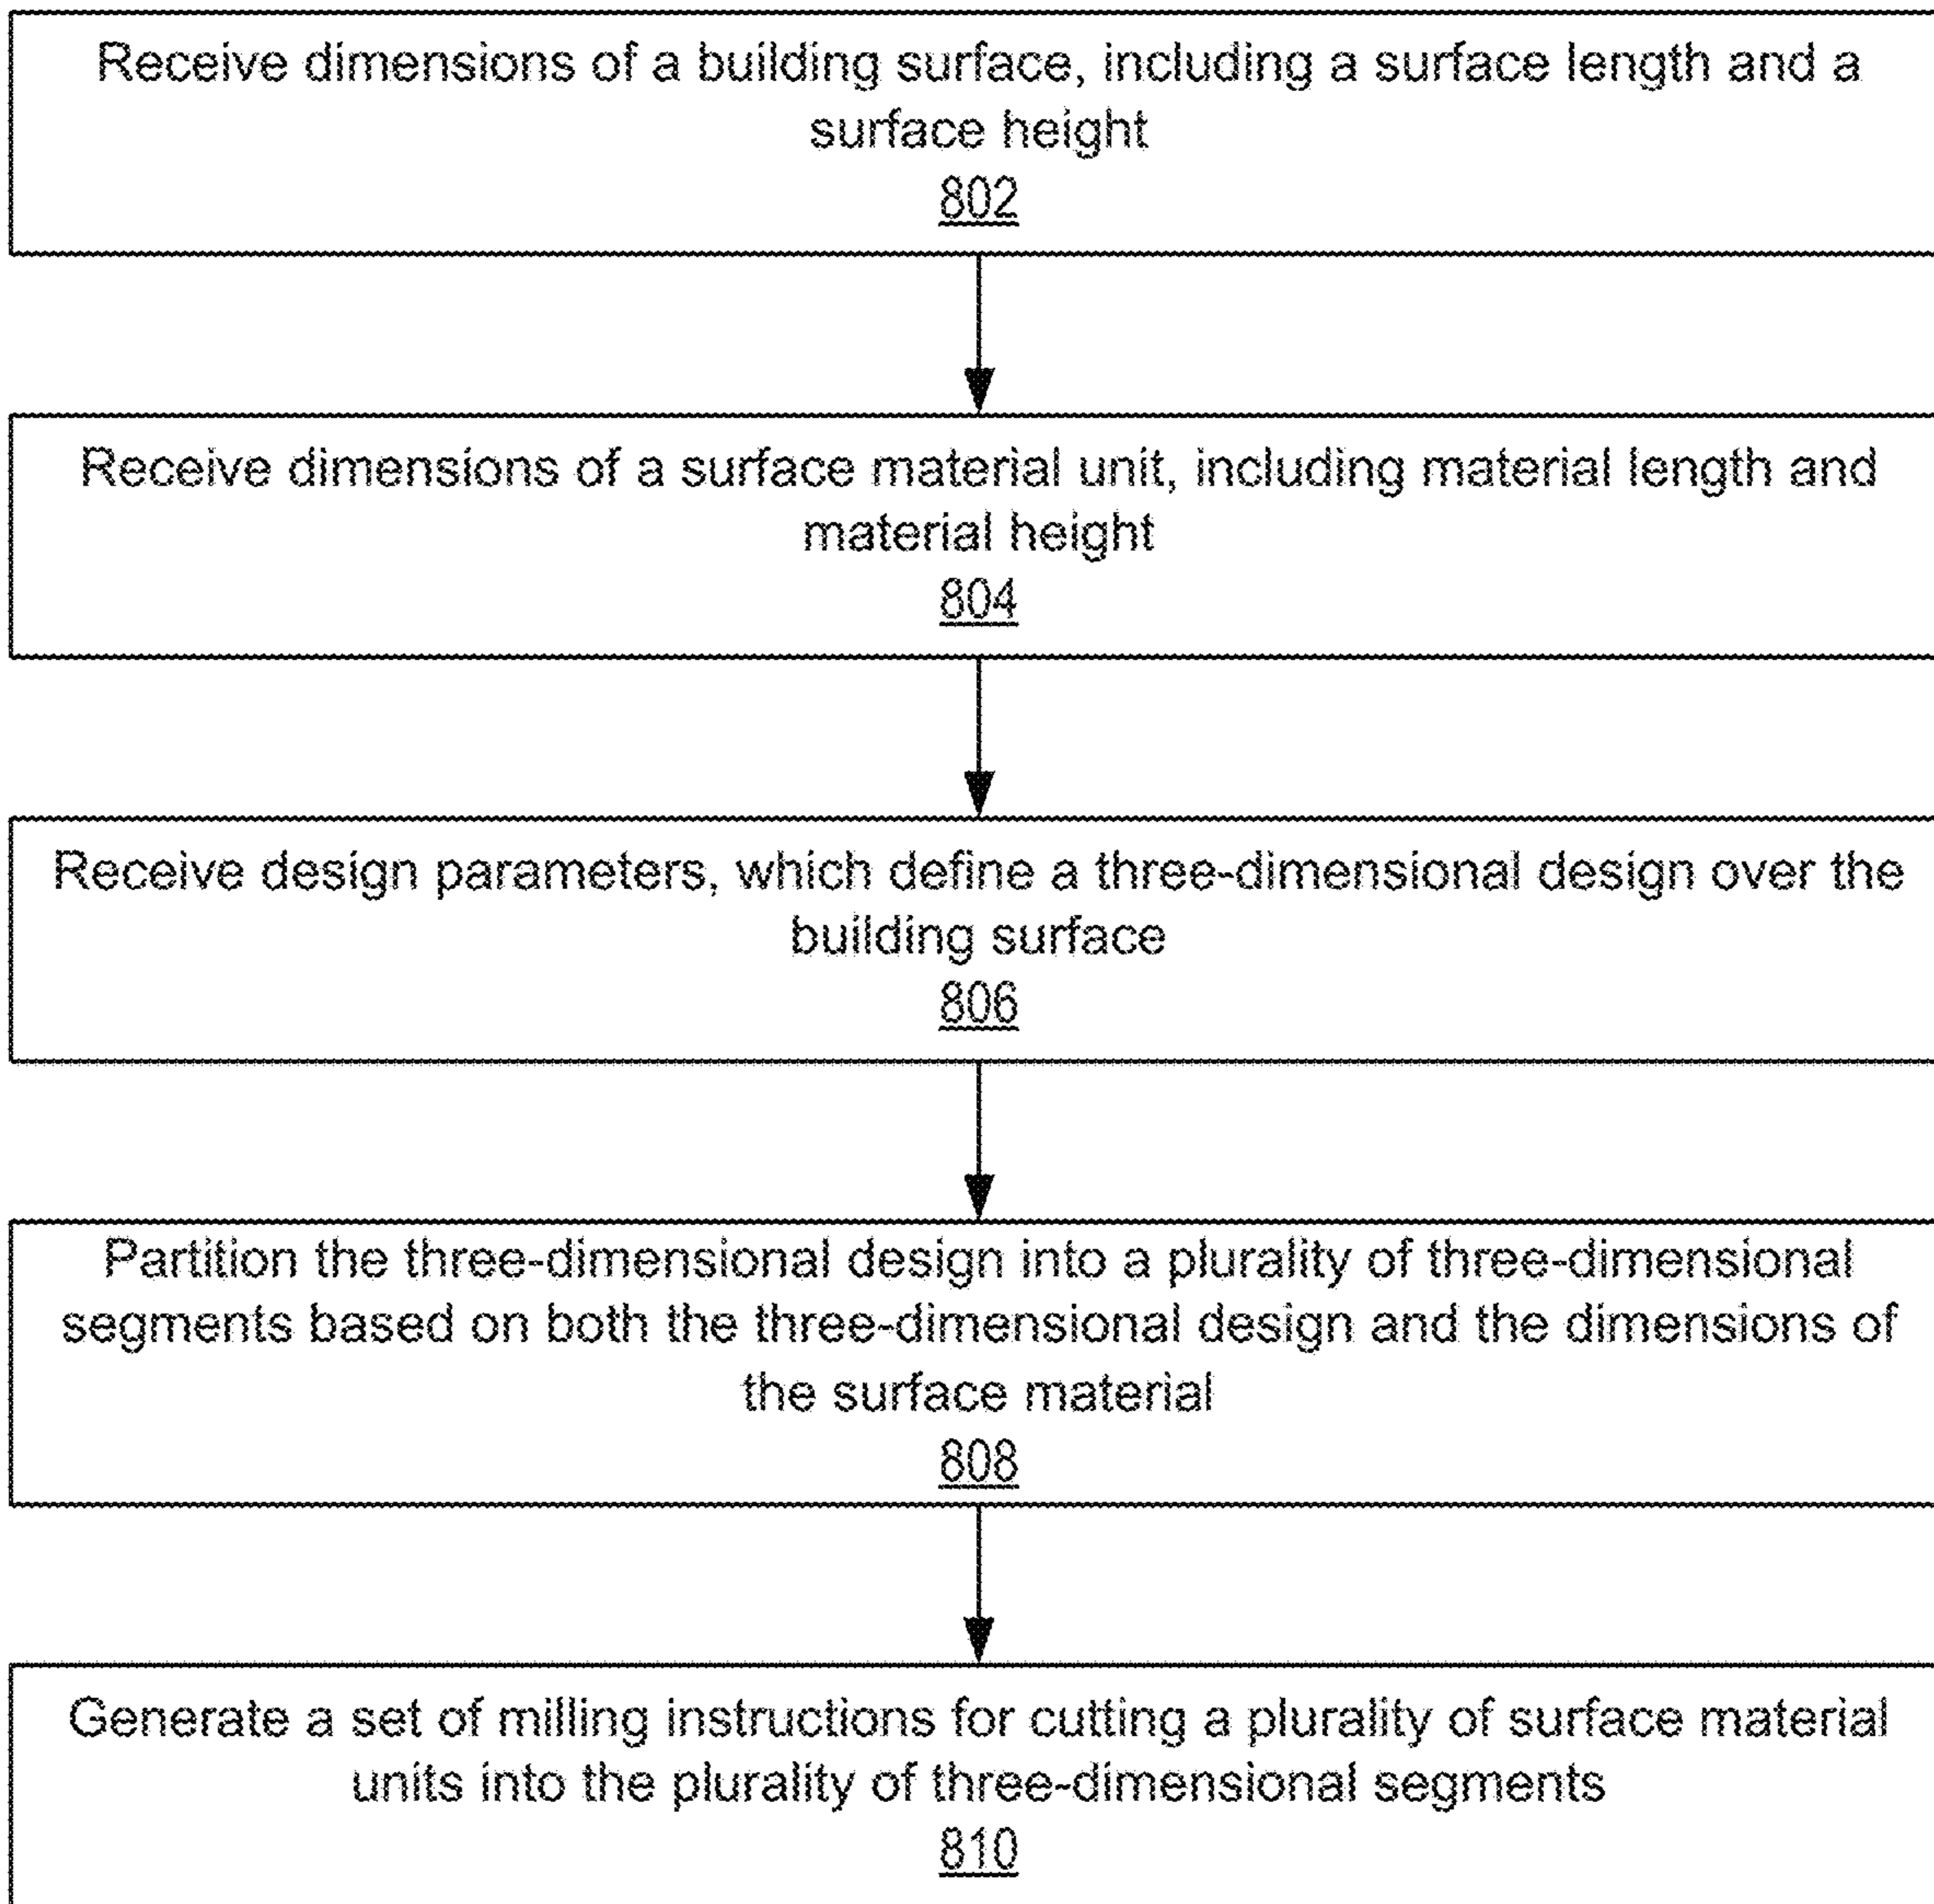 Receive dimensions of a building surface, including a surface length and a
surface height
802
Receive dimensions of a surface material unit, including material length and
material height
804
Receive design parameters, which define a three-dimensional design over the
building surface
806
Partition the three-dimensional design into a plurality of three-dimensional
segments based on both the three-dimensional design and the dimensions of
the surface material
808
Generate a set of milling instructions for cutting a plurality of surface material
units into the plurality of three-dimensional segments
810